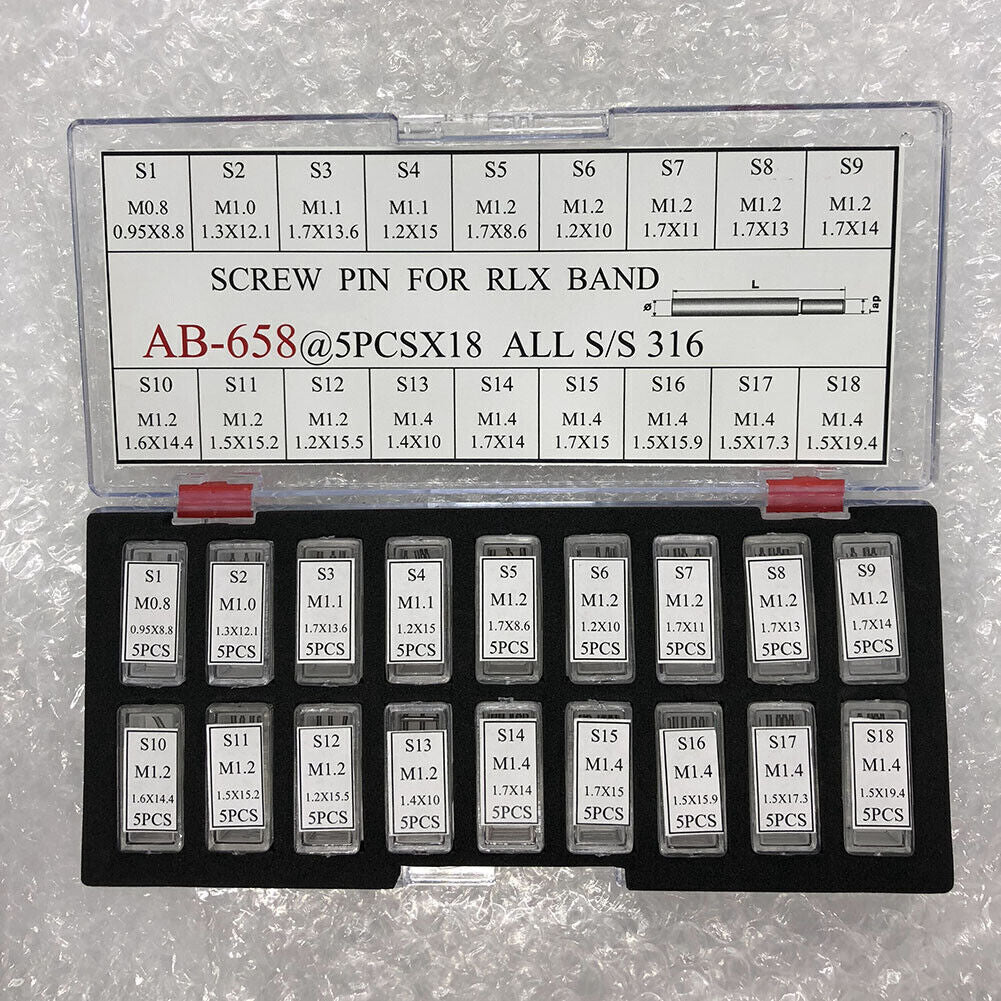 S1 S2 S3 S4 S5 S6 S7 S8 S9
M0.8 M1.0 M1.1 M1.1 M1.2 M1.2 M1.2 M1.2 M1.2
0.95X8.8 1.3X12.1 1.7X13.6 1.2X15 1.7X8.6 1.2X10 1.7X11 1.7X13 1.7X14
SCREW PIN FOR RLX BAND
L
Ø
Tap
AB-658@5PCSX18 ALL S/S 316
S10 S11 S12 S13 S14 S15 S16 S17 S18
M1.2 M1.2 M1.2 M1.4 M1.4 M1.4 M1.4 M1.4 M1.4
1.6X14.4 1.5X15.2 1.2X15.5 1.4X10 1.7X14 1.7X15 1.5X15.9 1.5X17.3 1.5X19.4
S1 S2 S3 S4 S5 S6 S7 S8 S9
M0.8 M1.0 M1.1 M1.1 M1.2 M1.2 M1.2 M1.2 M1.2
0.95X8.8 1.3X12.1 1.7X13.6 1.2X15 1.7X8.6 1.2X10 1.7X11 1.7X13 1.7X14
5PCS 5PCS 5PCS 5PCS 5PCS 5PCS 5PCS 5PCS 5PCS
S10 S11 S12 S13 S14 S15 S16 S17 S18
M1.2 M1.2 M1.2 M1.2 M1.4 M1.4 M1.4 M1.4 M1.4
1.6X14.4 1.5X15.2 1.2X15.5 1.4X10 1.7X14 1.7X15 1.5X15.9 1.5X17.3 1.5X19.4
5PCS 5PCS 5PCS 5PCS 5PCS 5PCS 5PCS 5PCS 5PCS